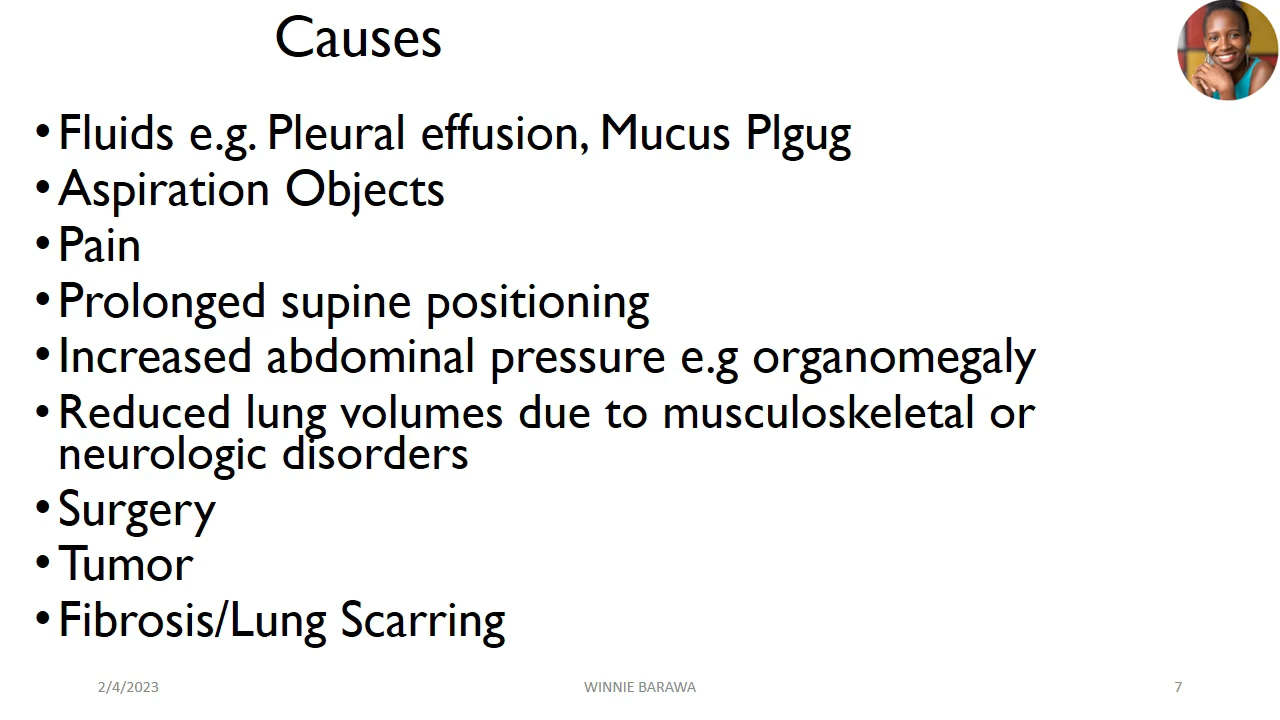 Causes
• Fluids e.g. Pleural effusion, Mucus Plgug
• Aspiration Objects
• Pain
• Prolonged supine positioning
• Increased abdominal pressure e.g organomegaly
• Reduced lung volumes due to musculoskeletal or
neurologic disorders
• Surgery
• Tumor
• Fibrosis/Lung Scarring
2/4/2023 WINNIE BARAWA 7